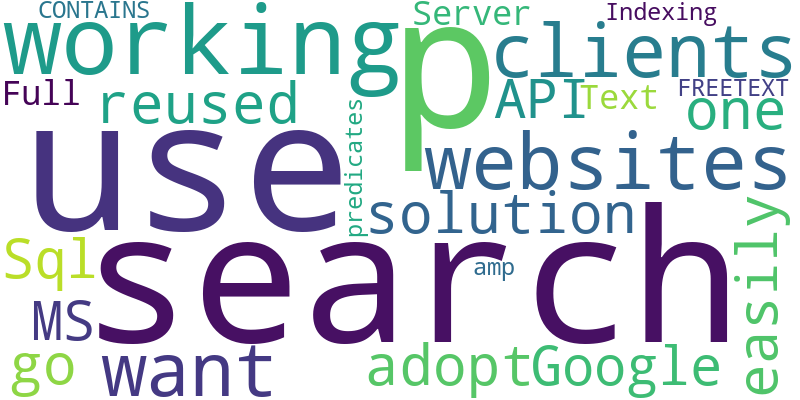 CONTAINS
working
p
Server
Indexing
clients
Full
reused
API
Text
FREETEXT
one
use
predicates
websites
solution
Sql
search
amp
easily
MS
go
want
adopt
Google